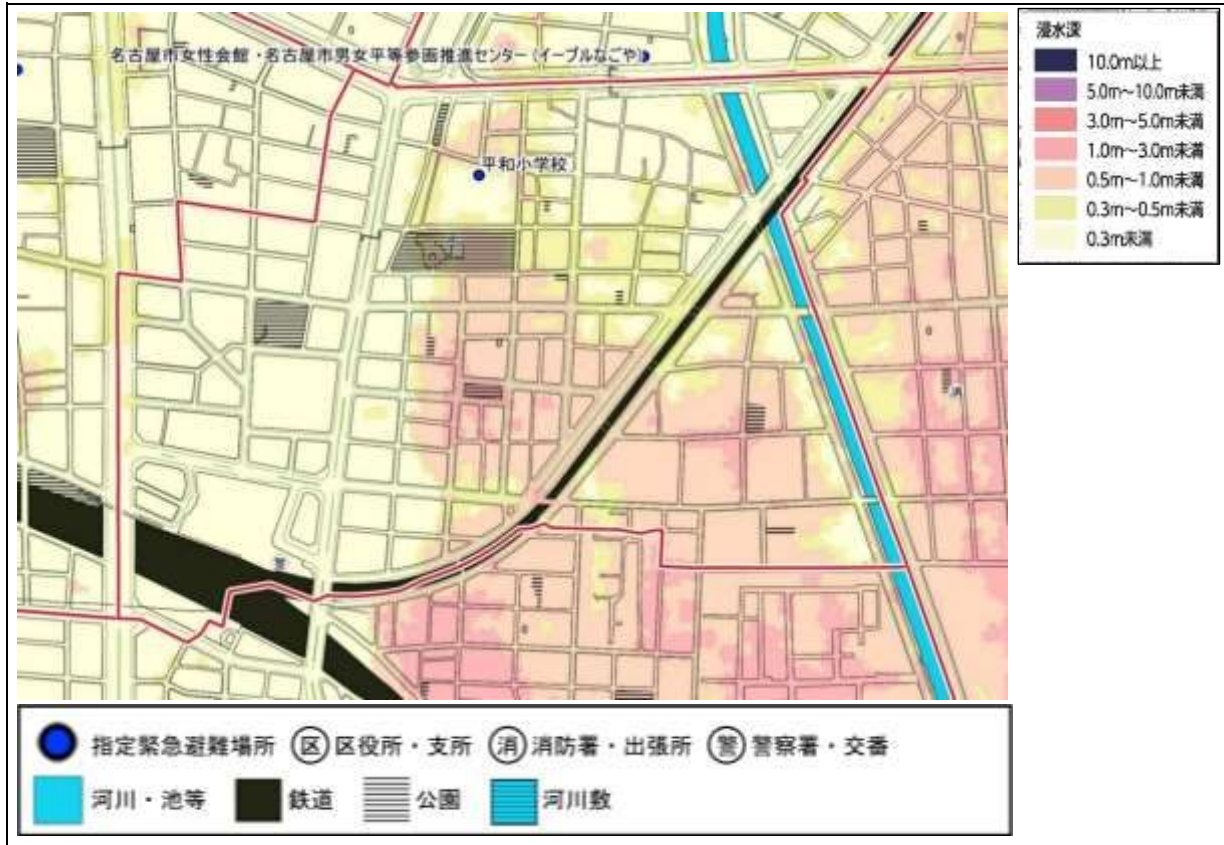 名古屋市女性会館・名古屋市男女平等参画推進センター(イーブルなごや)
平和小学校
浸水深
10.0m以上
5.0m~10.0m未満
3.0m~5.0m未満
1.0m~3.0m未満
0.5m~1.0m未満
0.3m~0.5m未満
0.3m未満
指定緊急避難場所 区 区役所・支所 消 消防署・出張所 警 警察署・交番
河川・池等 鉄道 公園 河川敷